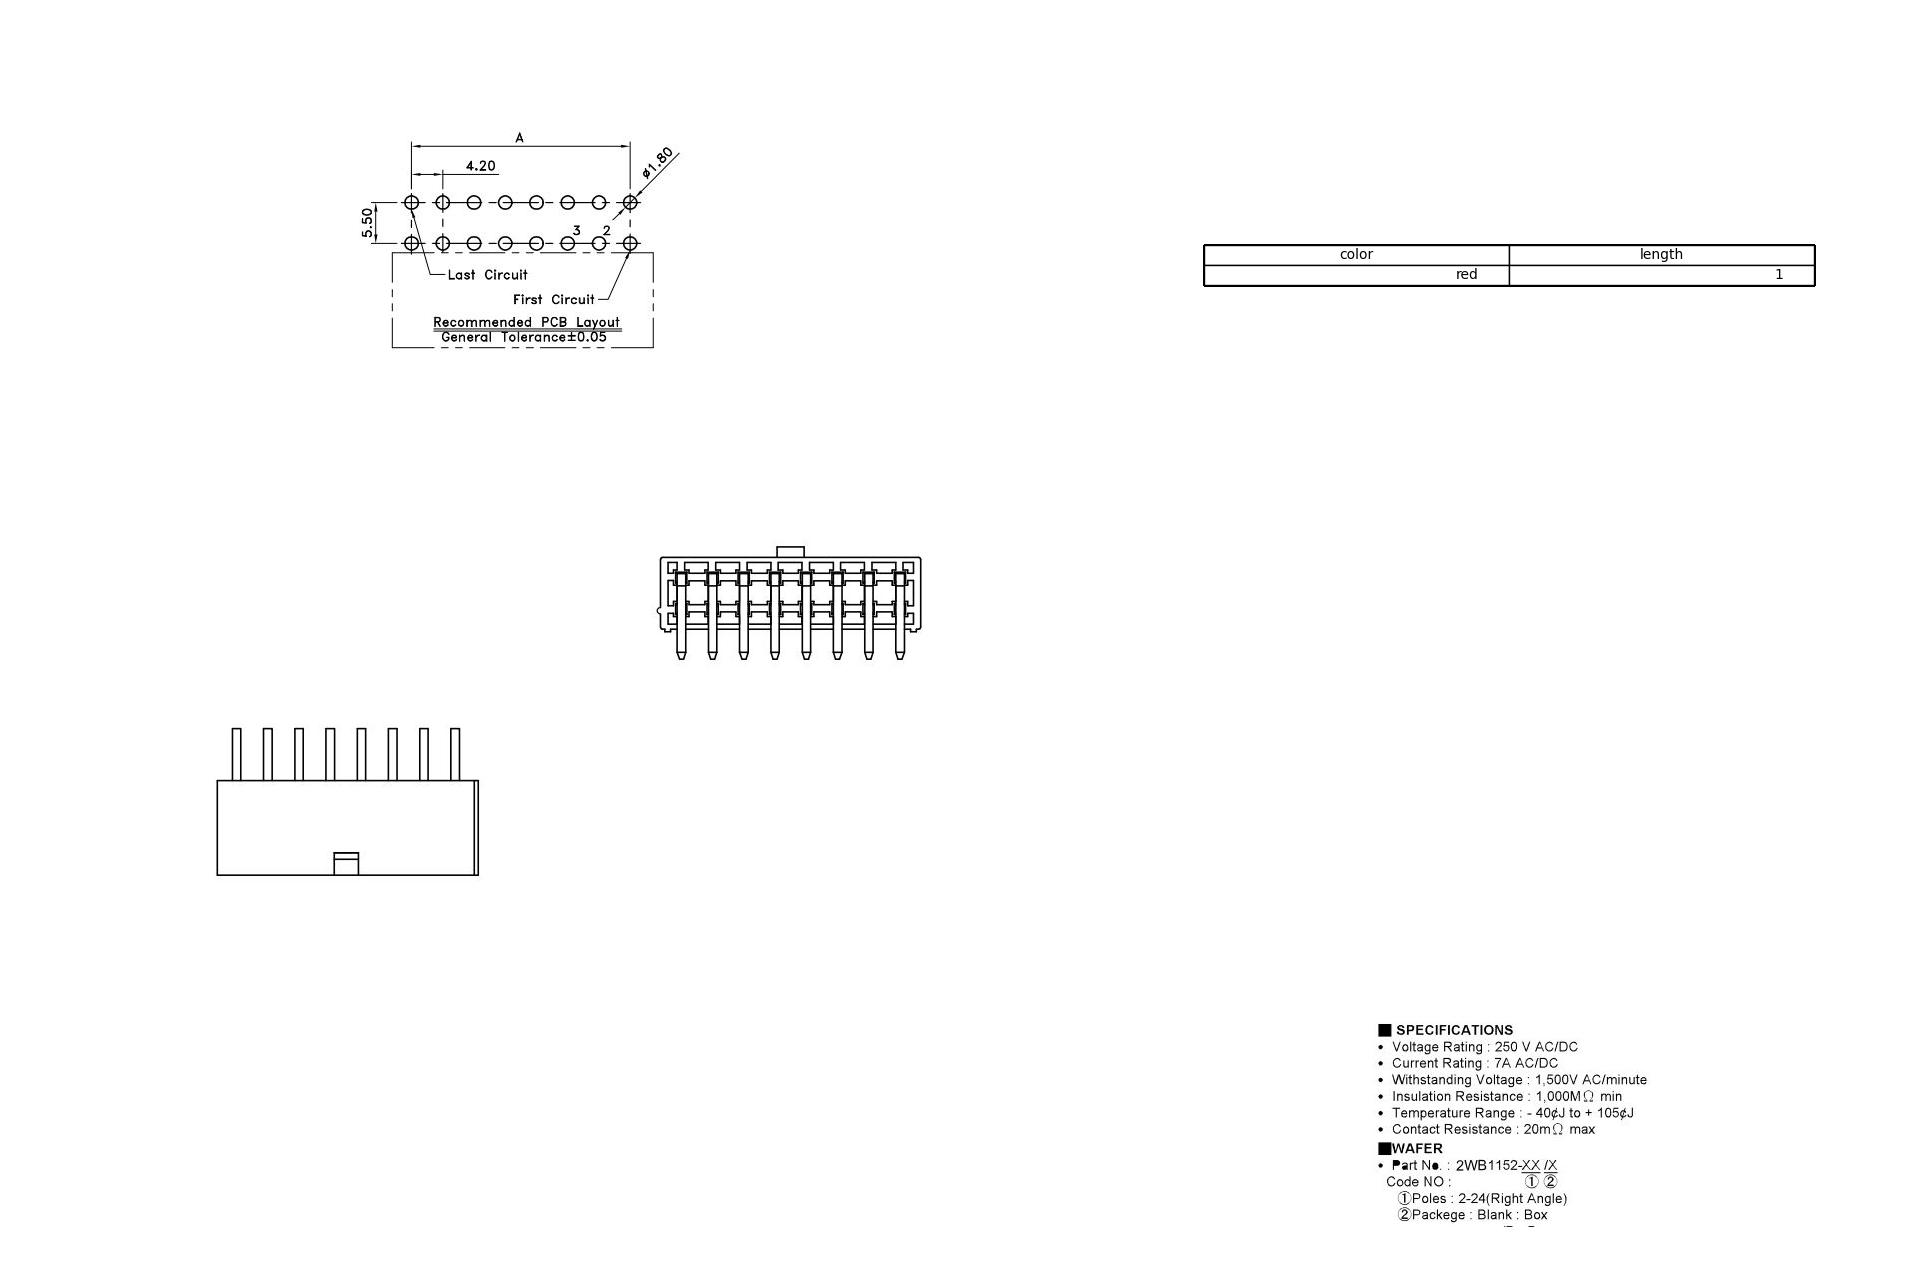 A
4.20
ø1.80
5.50
3 2
Last Circuit
First Circuit
Recommended PCB Layout
General Tolerance±0.05
color length
red 1
■ SPECIFICATIONS
• Voltage Rating : 250 V AC/DC
• Current Rating : 7A AC/DC
• Withstanding Voltage : 1,500V AC/minute
• Insulation Resistance : 1,000MΩ min
• Temperature Range : - 40¢J to + 105¢J
• Contact Resistance : 20mΩ max
■WAFER
• Part No. : 2WB1152-XX /X
Code NO : ① ②
①Poles : 2-24(Right Angle)
②Packege : Blank : Box